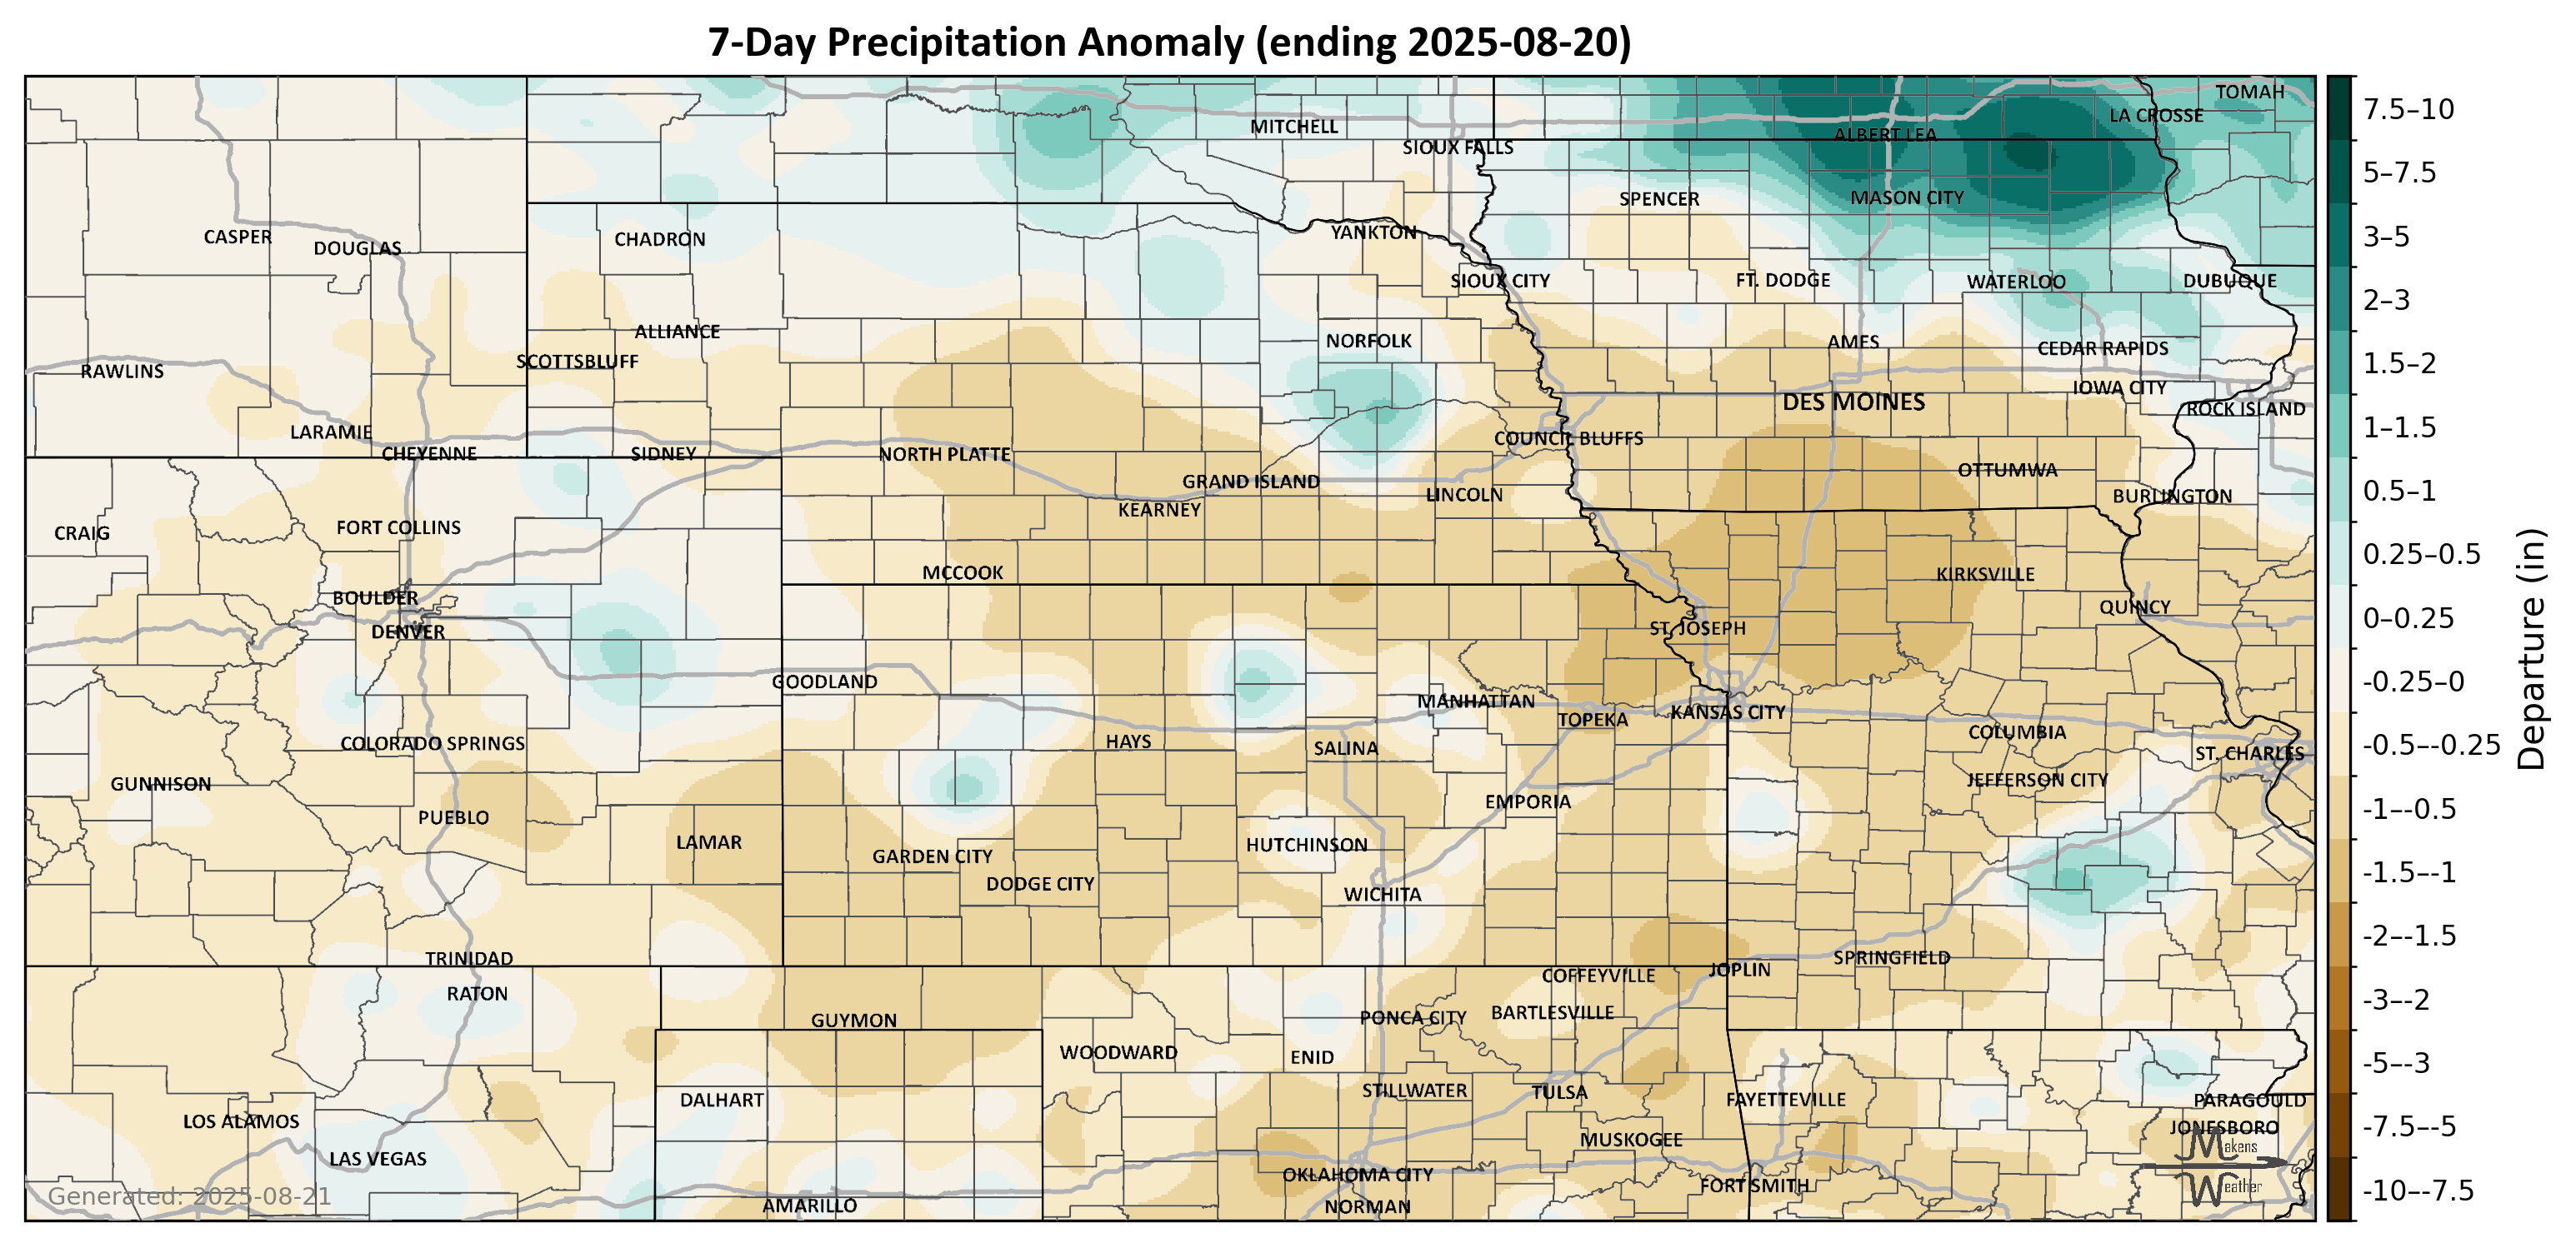 7-Day Precipitation Anomaly (ending 2025-08-20)
TOMAH
LA CROSSE
MITCHELL
ALBERT LEA
SIOUX FALLS
SPENCER
MASON CITY
YANKTON
CASPER
CHADRON
DOUGLAS
SIOUX CITY
FT. DODGE
WATERLOO
DUBUQUE
ALLIANCE
NORFOLK
AMES
CEDAR RAPIDS
SCOTTSBLUFF
RAWLINS
IOWA CITY
DES MOINES
ROCK ISLAND
LARAMIE
COUNCIL BLUFFS
CHEYENNE
SIDNEY
NORTH PLATTE
OTTUMWA
GRAND ISLAND
LINCOLN
BURLINGTON
KEARNEY
CRAIG
FORT COLLINS
MCCOOK
KIRKSVILLE
BOULDER
QUINCY
DENVER
ST. JOSEPH
GOODLAND
MANHATTAN
TOPEKA
KANSAS CITY
COLUMBIA
COLORADO SPRINGS
HAYS
SALINA
ST. CHARLES
GUNNISON
JEFFERSON CITY
EMPORIA
PUEBLO
LAMAR
HUTCHINSON
GARDEN CITY
DODGE CITY
WICHITA
TRINIDAD
SPRINGFIELD
JOPLIN
COFFEYVILLE
RATON
BARTLESVILLE
GUYMON
PONCA CITY
WOODWARD
ENID
STILLWATER
TULSA
DALHART
FAYETTEVILLE
PARAGOULD
LOS ALAMOS
JONESBORO
MUSKOGEE
LAS VEGAS
OKLAHOMA CITY
FORT SMITH
AMARILLO
NORMAN
Makens
Weather
Generated: 2025-08-21
7.5–10
5–7.5
3–5
2–3
1.5–2
1–1.5
0.5–1
0.25–0.5
0–0.25
-0.25–0
-0.5–-0.25
-1–-0.5
-1.5–-1
-2–-1.5
-3–-2
-5–-3
-7.5–-5
-10–-7.5
Departure (in)